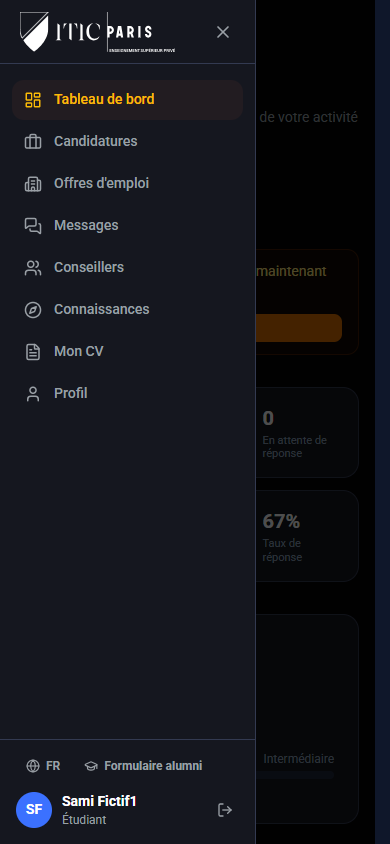 ITIC PARIS
ENSEIGNEMENT SUPÉRIEUR PRIVÉ
Tableau de bord
de votre activité
Candidatures
Offres d'emploi
Messages
Conseillers
maintenant
Connaissances
Mon CV
Profil
0
En attente de
réponse
67%
Taux de
réponse
Intermédiaire
FR
Formulaire alumni
SF
Sami Fictif1
Étudiant